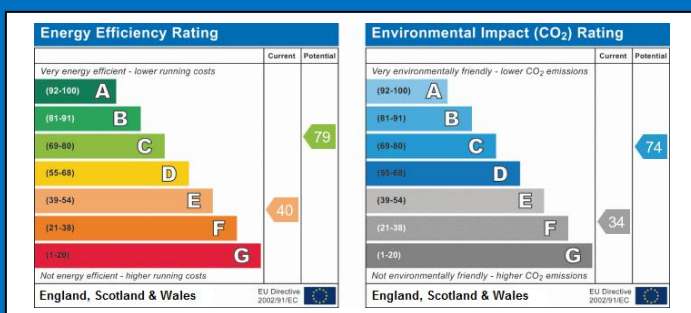 Energy Efficiency Rating
Current Potential
Very energy efficient - lower running costs
(92-100) A
(81-91) B
(69-80) C
79
(55-68) D
(39-54) E
40
(21-38) F
(1-20) G
Not energy efficient - higher running costs
England, Scotland & Wales
EU Directive
2002/91/EC
Environmental Impact (CO₂) Rating
Current Potential
Very environmentally friendly - lower CO₂ emissions
(92-100) A
(81-91) B
(69-80) C
74
(55-68) D
(39-54) E
(21-38) F
34
(1-20) G
Not environmentally friendly - higher CO₂ emissions
England, Scotland & Wales
EU Directive
2002/91/EC